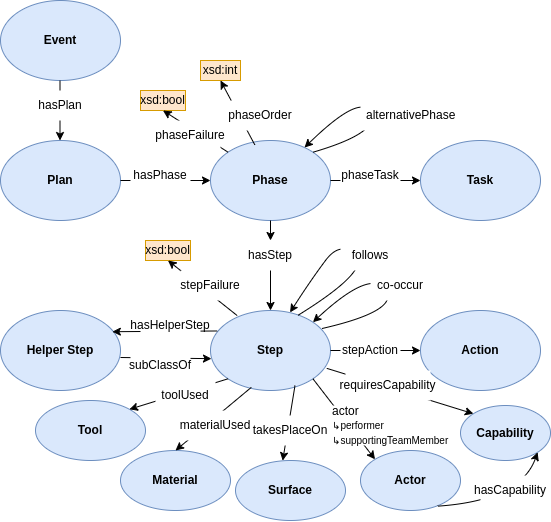 Event
xsd:int
xsd:bool
hasPlan
phaseOrder
alternativePhase
phaseFailure
Plan
hasPhase
Phase
phaseTask
Task
xsd:bool
hasStep
follows
stepFailure
co-occur
hasHelperStep
Helper Step
Step
stepAction
Action
subClassOf
requiresCapability
toolUsed
actor
↳performer
↳supportingTeamMember
materialUsed
takesPlaceOn
Tool
Capability
Material
Surface
Actor
hasCapability